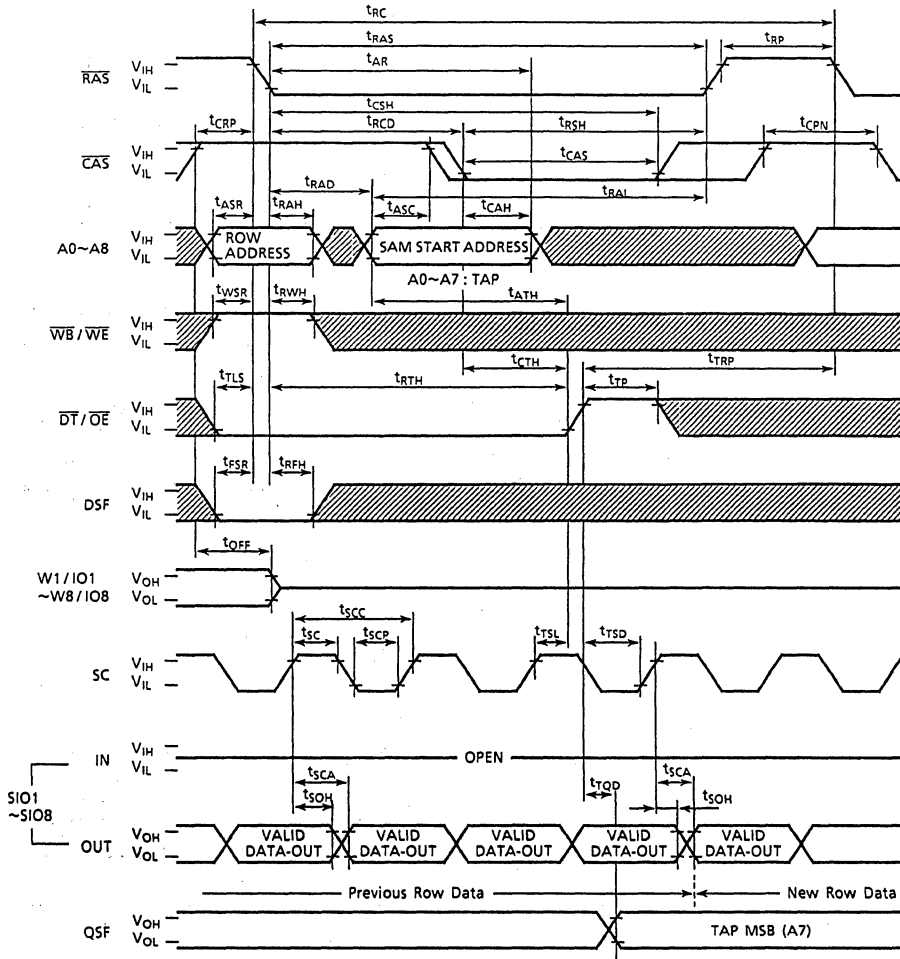 tRC
tRAS tRP
tAR
RAS VIH
VIL
tCSH
tCRP tRCD tRSH tCPN
CAS VIH
VIL
tCAS
tRAD tRAL
tASR tRAH tASC tCAH
A0~A8 VIH
VIL
ROW ADDRESS
SAM START ADDRESS
A0~A7 : TAP
tATH
tWSR tRWH
WB/WE VIH
VIL
tCTH tTRP
tTLS tRTH tTP
DT/OE VIH
VIL
tFSR tRFH
DSF VIH
VIL
tOFF
W1/IO1
~W8/IO8
VOH
VOL
tSCC
tSC tSCP tTSL tTSD
SC VIH
VIL
IN VIH
VIL
OPEN
SIO1
~SIO8
tSCA tTQD tSCA
tSOH tSOH
OUT VOH
VOL
VALID DATA-OUT
VALID DATA-OUT
VALID DATA-OUT
VALID DATA-OUT
VALID DATA-OUT
Previous Row Data New Row Data
QSF VOH
VOL
TAP MSB (A7)